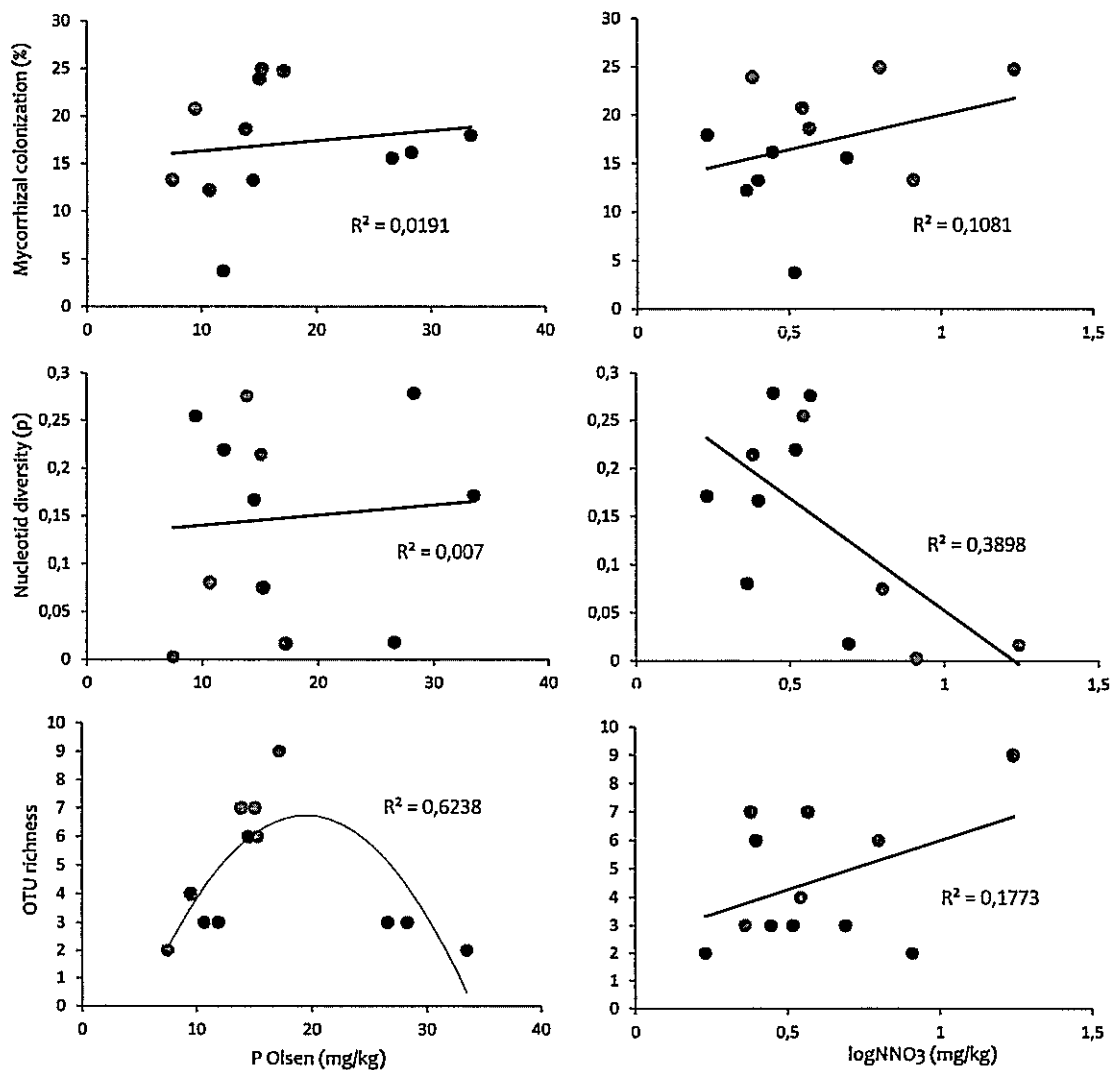 Mycorrhizal colonization (%)
30
25
20
15
10
5
0
R² = 0,0191
0 10 20 30 40
30
25
20
15
10
5
0
R² = 0,1081
0 0,5 1 1,5
Nucleotid diversity (p)
0,3
0,25
0,2
0,15
0,1
0,05
0
R² = 0,007
0 10 20 30 40
0,3
0,25
0,2
0,15
0,1
0,05
0
R² = 0,3898
0 0,5 1 1,5
OTU richness
10
9
8
7
6
5
4
3
2
1
0
R² = 0,6238
0 10 20 30 40
P Olsen (mg/kg)
10
9
8
7
6
5
4
3
2
1
0
R² = 0,1773
0 0,5 1 1,5
logNNO3 (mg/kg)